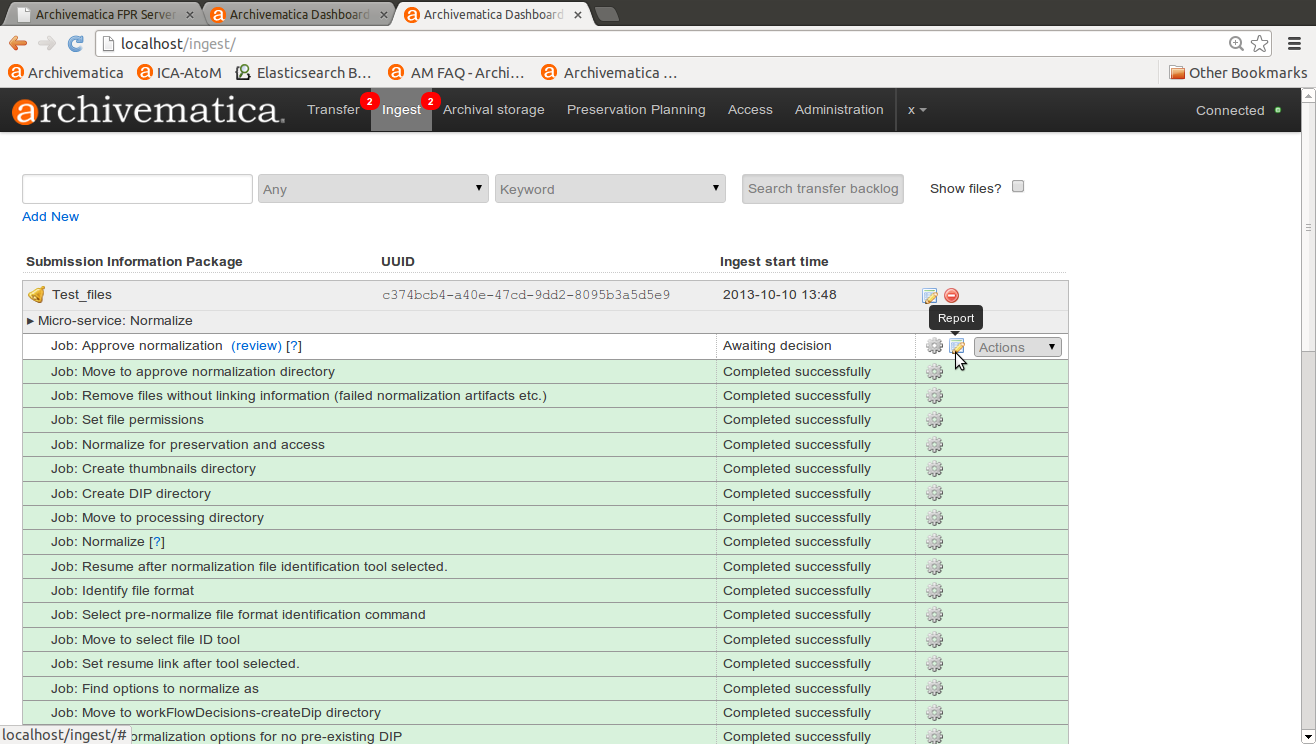 Archivematica FPR Server × Archivematica Dashboard × Archivematica Dashboard ×
localhost/ingest/
Archivematica ICA-AtoM Elasticsearch B... AM FAQ - Archi... Archivematica ... Other Bookmarks
archivematica. Transfer 2 Ingest 2 Archival storage Preservation Planning Access Administration x Connected
Any Keyword Search transfer backlog Show files?
Add New
Submission Information Package UUID Ingest start time
Test_files c374bcb4-a40e-47cd-9dd2-8095b3a5d5e9 2013-10-10 13:48
Micro-service: Normalize Report
Job: Approve normalization (review) [?] Awaiting decision Actions
Job: Move to approve normalization directory Completed successfully
Job: Remove files without linking information (failed normalization artifacts etc.) Completed successfully
Job: Set file permissions Completed successfully
Job: Normalize for preservation and access Completed successfully
Job: Create thumbnails directory Completed successfully
Job: Create DIP directory Completed successfully
Job: Move to processing directory Completed successfully
Job: Normalize [?] Completed successfully
Job: Resume after normalization file identification tool selected. Completed successfully
Job: Identify file format Completed successfully
Job: Select pre-normalize file format identification command Completed successfully
Job: Move to select file ID tool Completed successfully
Job: Set resume link after tool selected. Completed successfully
Job: Find options to normalize as Completed successfully
Job: Move to workFlowDecisions-createDip directory Completed successfully
localhost/ingest/# ormalization options for no pre-existing DIP Completed successfully